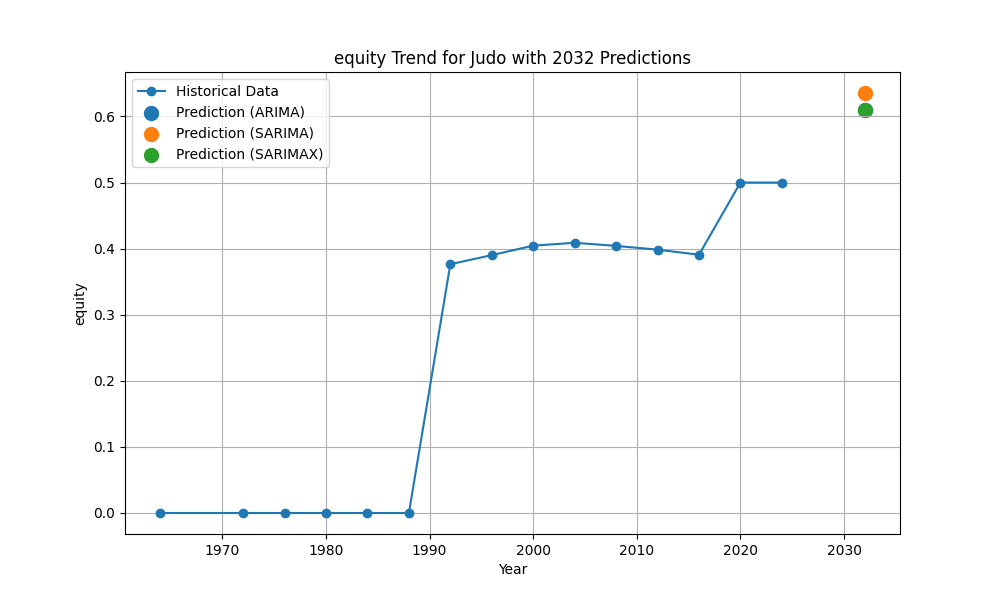 equity Trend for Judo with 2032 Predictions
Historical Data
Prediction (ARIMA)
Prediction (SARIMA)
Prediction (SARIMAX)
0.6
0.5
0.4
0.3
0.2
0.1
0.0
equity
1970 1980 1990 2000 2010 2020 2030
Year